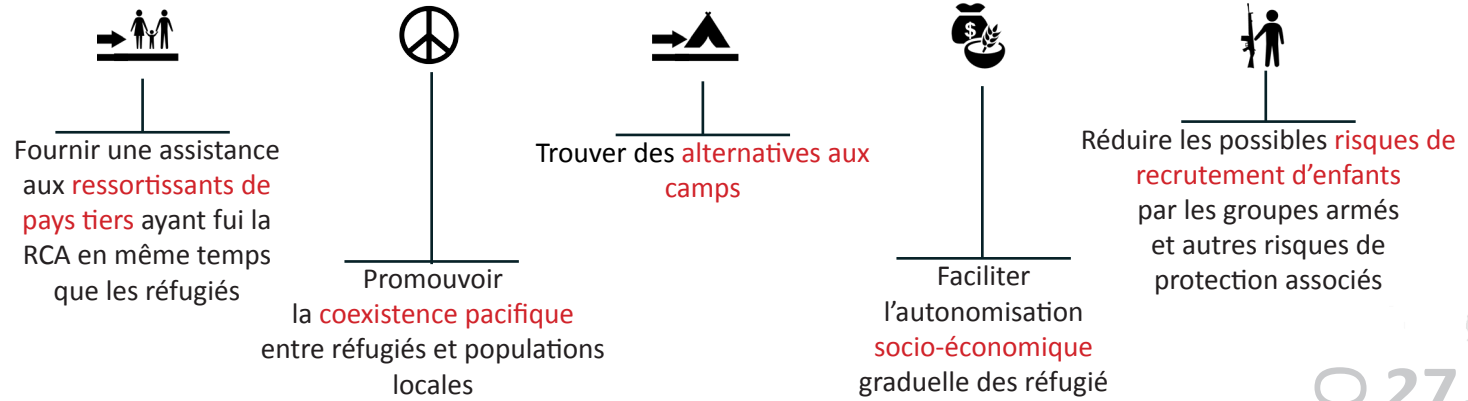 Fournir une assistance
aux ressortissants de
pays tiers ayant fui la
RCA en même temps
que les réfugiés
Promouvoir
la coexistence pacifique
entre réfugiés et populations
locales
Trouver des alternatives aux
camps
$
Faciliter
l'autonomisation
socio-économique
graduelle des réfugié
Réduire les possibles risques de
recrutement d'enfants
par les groupes armés
et autres risques de
protection associés
27